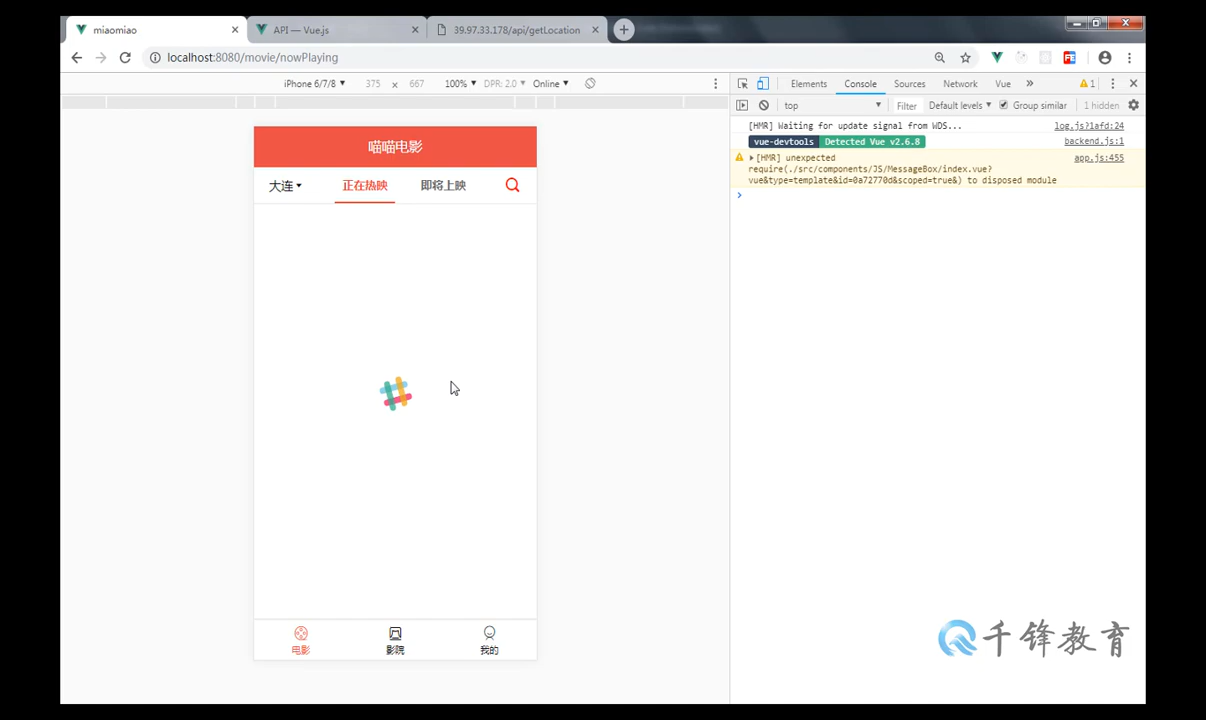 miaomiao
API — Vue.js
39.97.33.178/api/getLocation
localhost:8080/movie/nowPlaying
iPhone 6/7/8 ▼ 375 × 667 100% ▼ DPR: 2.0 ▼ Online ▼
Elements Console Sources Network Vue » 1
top ▼ Filter Default levels ▼ Group similar 1 hidden
[HMR] Waiting for update signal from WDS... log.js?1afd:24
vue-devtools Detected Vue v2.6.8 backend.js:1
[HMR] unexpected app.js:455
require(./src/components/JS/MessageBox/index.vue?
vue&type=template&id=0a72770d&scoped=true&) to disposed module
喵喵电影
大连 正在热映 即将上映
电影 影院 我的
千锋教育